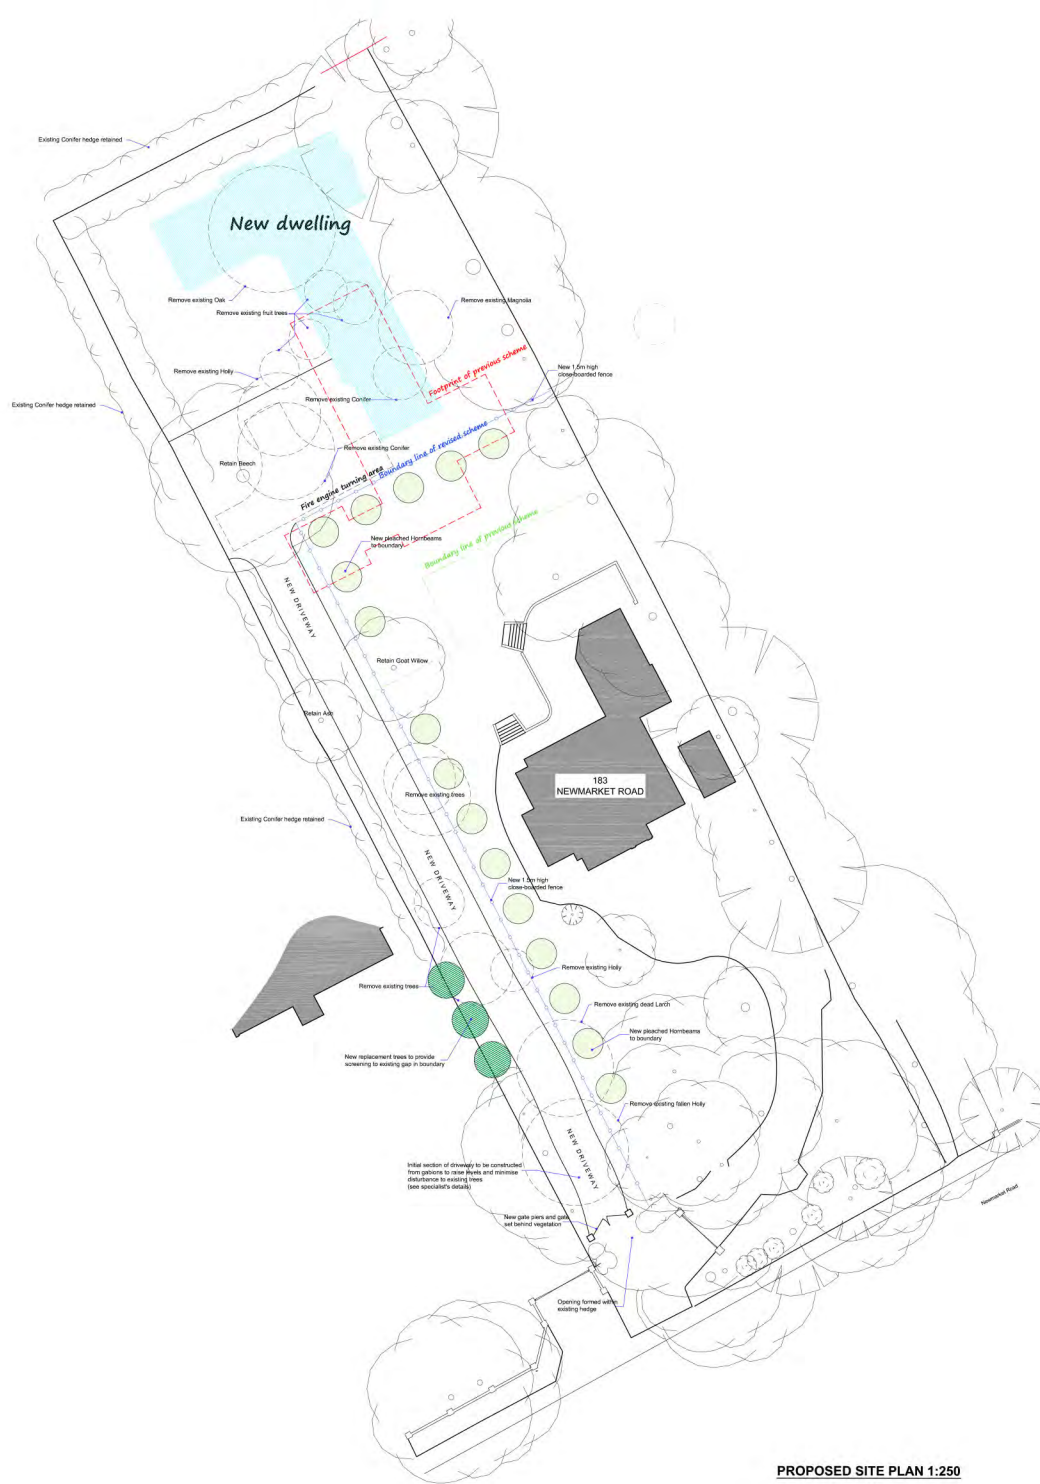 Existing Conifer hedge retained
New dwelling
Remove existing Oak
Remove existing fruit trees
Remove existing Magnolia
Footprint of previous scheme
New 1.5m high
close-boarded fence
Remove existing Holly
Remove existing Conifer
Existing Conifer hedge retained
Boundary line of revised scheme
Remove existing Conifer
Retain Beech
Fire engine turning area
Boundary line of previous scheme
New pleached Hornbeams
to boundary
NEW DRIVEWAY
Retain Goat Willow
Retain Ash
183
NEWMARKET ROAD
Remove existing trees
Existing Conifer hedge retained
NEW DRIVEWAY
New 1.5m high
close-boarded fence
Remove existing Holly
Remove existing trees
Remove existing dead Larch
New pleached Hornbeams
to boundary
New replacement trees to provide
screening to existing gap in boundary
Remove existing fallen Holly
NEW DRIVEWAY
Initial section of driveway to be constructed
from gabions to raise levels and minimise
disturbance to existing trees
(see specialist's details)
New gate piers and gate
set behind vegetation
Newmarket Road
Opening formed within
existing hedge
PROPOSED SITE PLAN 1:250